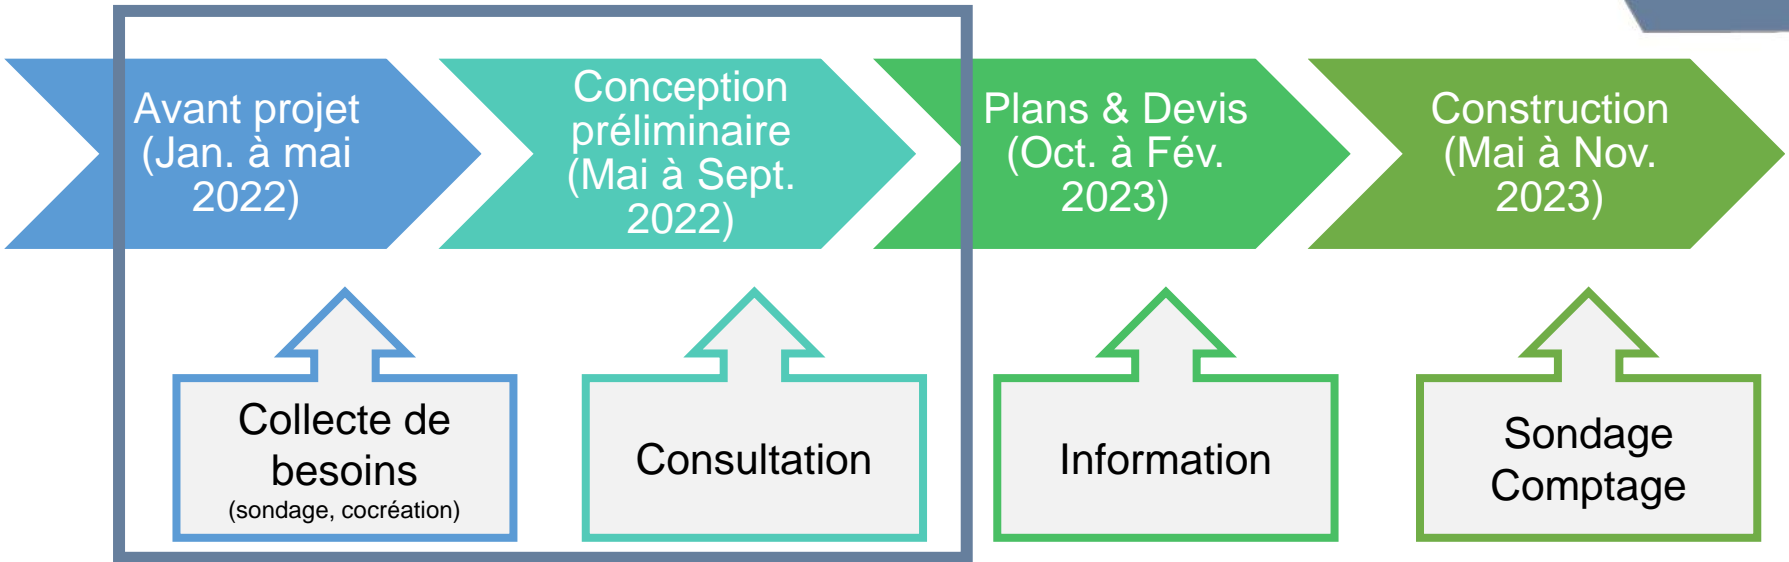 Avant projet
(Jan. à mai
2022)
Conception
préliminaire
(Mai à Sept.
2022)
Plans & Devis
(Oct. à Fév.
2023)
Construction
(Mai à Nov.
2023)
Collecte de
besoins
(sondage, cocréation)
Consultation
Information
Sondage
Comptage